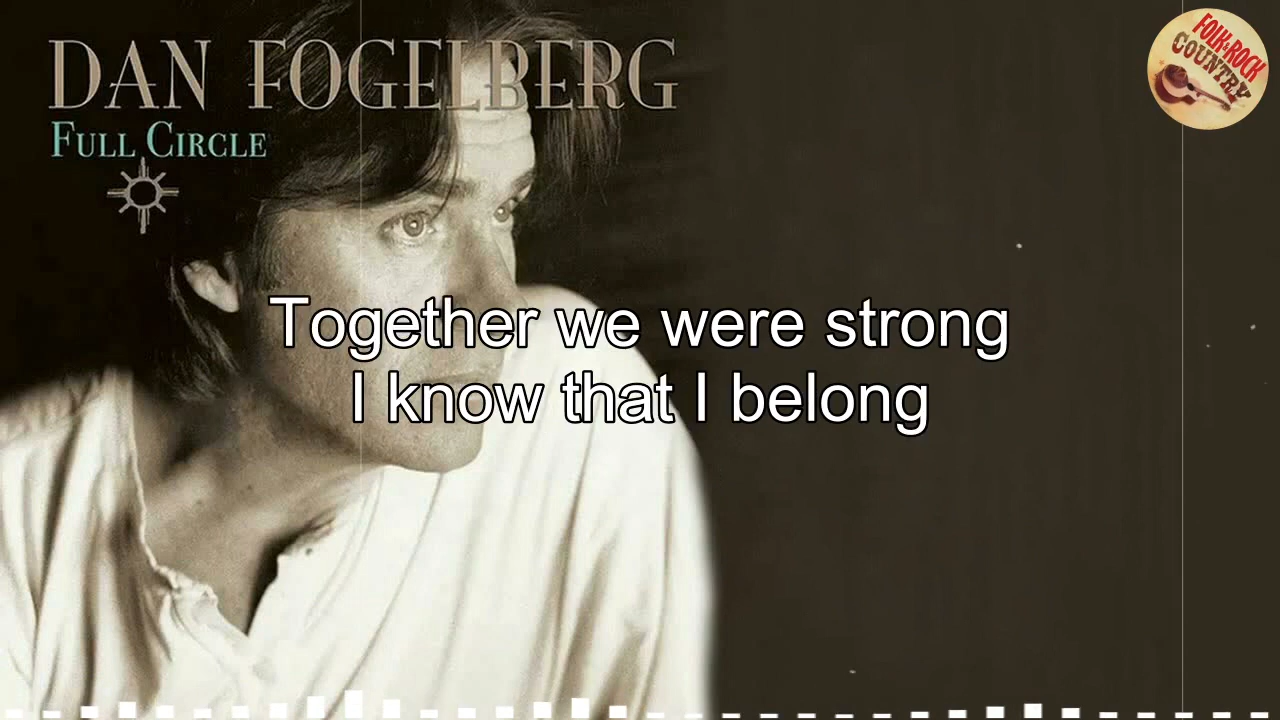 DAN FOGELBERG
FULL CIRCLE
FOLK & ROCK
COUNTRY
Together we were strong
I know that I belong